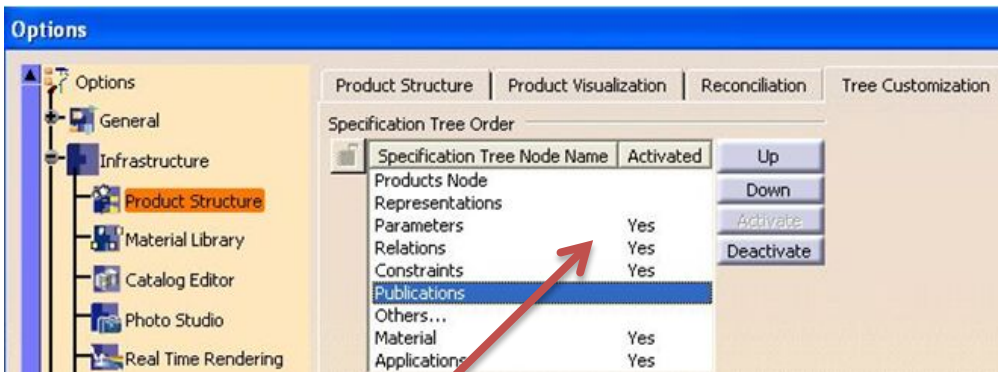 Options
Options
General
Infrastructure
Product Structure
Material Library
Catalog Editor
Photo Studio
Real Time Rendering
Product Structure Product Visualization Reconciliation Tree Customization
Specification Tree Order
Specification Tree Node Name Activated
Products Node
Representations
Parameters Yes
Relations Yes
Constraints Yes
Publications
Others...
Material Yes
Applications Yes
Up
Down
Activate
Deactivate